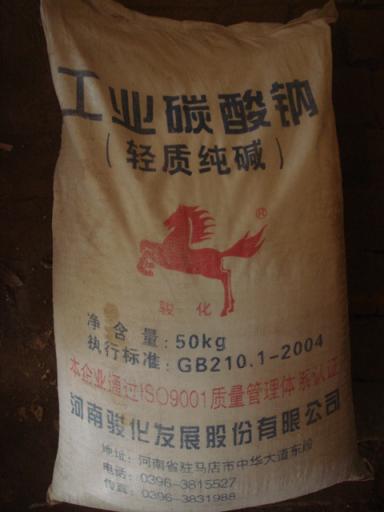 工业碳酸钠
（轻质纯碱）
®
骏化
净含量：50kg
执行标准：GB210.1-2004
本企业通过ISO9001质量管理体系认证
河南骏化发展股份有限公司
地址：河南省驻马店市中华大道东段
电话：0396-3815527
传真：0396-3831988